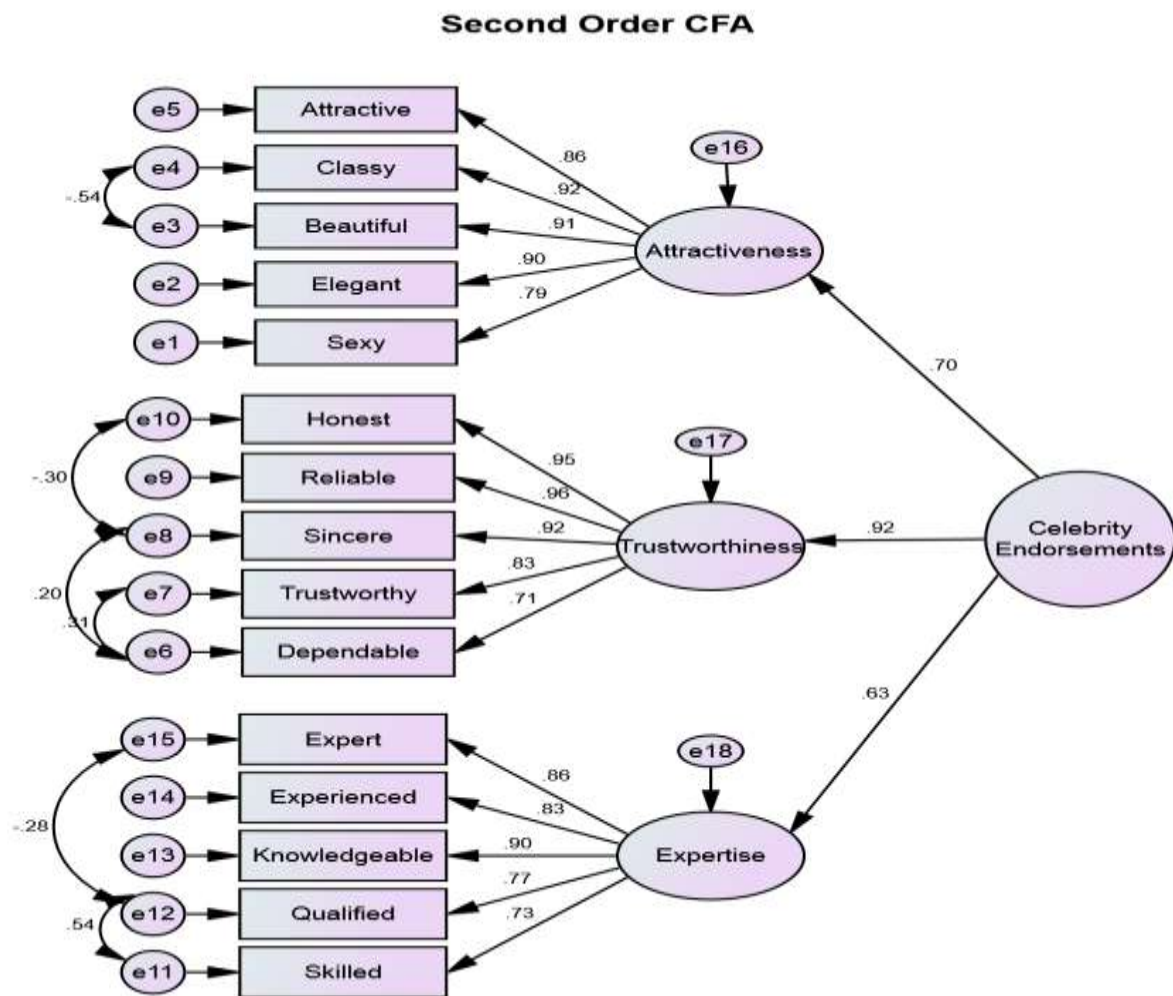 Second Order CFA
e5
Attractive
e16
.86
e4
Classy
.92
-.54
e3
Beautiful
.91
Attractiveness
.90
e2
Elegant
.79
e1
Sexy
.70
e10
Honest
e17
.95
-.30
e9
Reliable
.96
e8
Sincere
.92
Trustworthiness
.92
Celebrity
Endorsements
.83
.20
e7
Trustworthy
.71
.31
e6
Dependable
.63
e15
Expert
e18
.86
e14
Experienced
.83
-.28
e13
Knowledgeable
.90
Expertise
.77
e12
Qualified
.73
.54
e11
Skilled